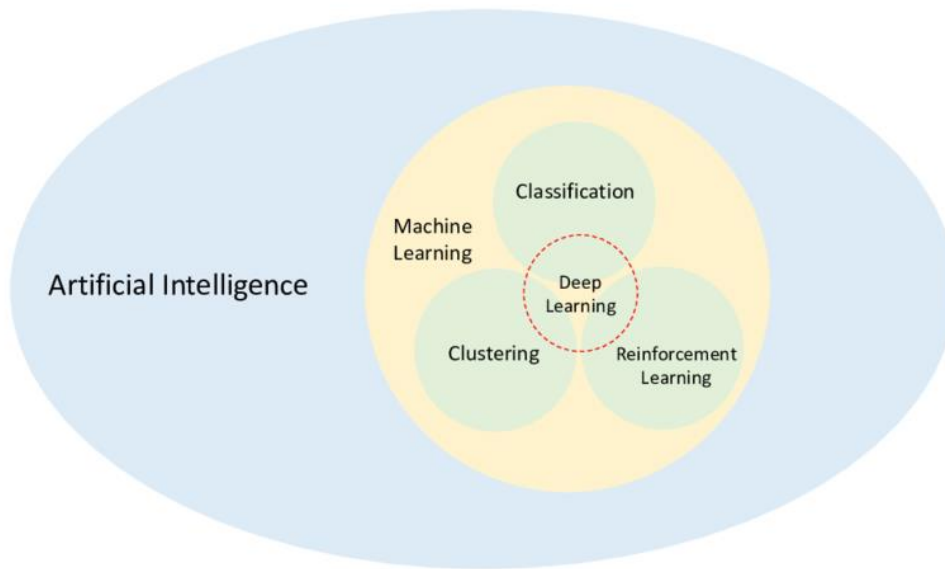 Classification
Machine
Learning
Artificial Intelligence
Deep
Learning
Clustering
Reinforcement
Learning